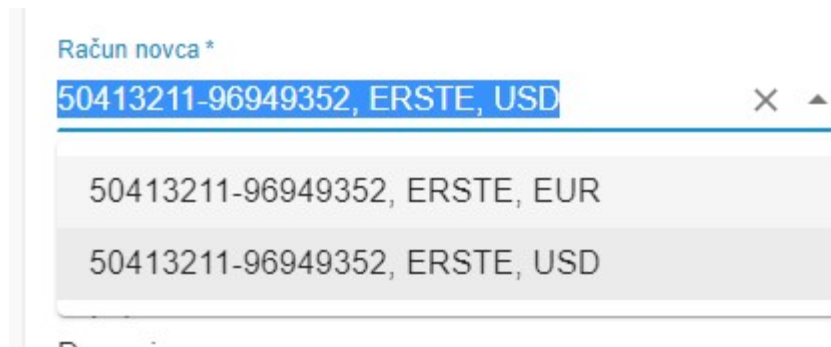 Račun novca *
50413211-96949352, ERSTE, USD
50413211-96949352, ERSTE, EUR
50413211-96949352, ERSTE, USD